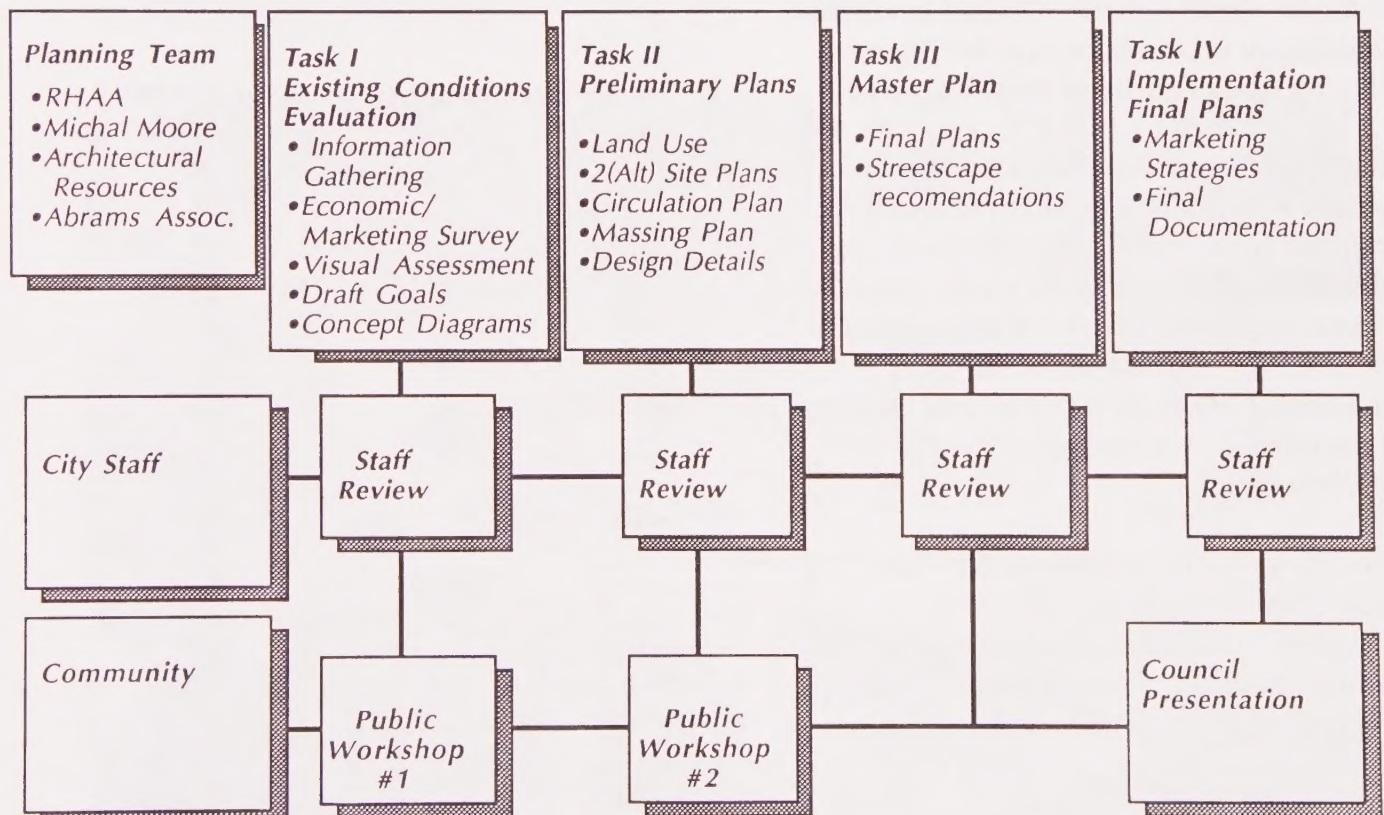 Planning Team
•RHAA
•Michal Moore
•Architectural
Resources
•Abrams Assoc.
Task I
Existing Conditions
Evaluation
• Information
Gathering
•Economic/
Marketing Survey
•Visual Assessment
•Draft Goals
•Concept Diagrams
Task II
Preliminary Plans
•Land Use
•2(Alt) Site Plans
•Circulation Plan
•Massing Plan
•Design Details
Task III
Master Plan
•Final Plans
•Streetscape
recomendations
Task IV
Implementation
Final Plans
•Marketing
Strategies
•Final
Documentation
City Staff
Staff
Review
Staff
Review
Staff
Review
Staff
Review
Community
Public
Workshop
#1
Public
Workshop
#2
Council
Presentation